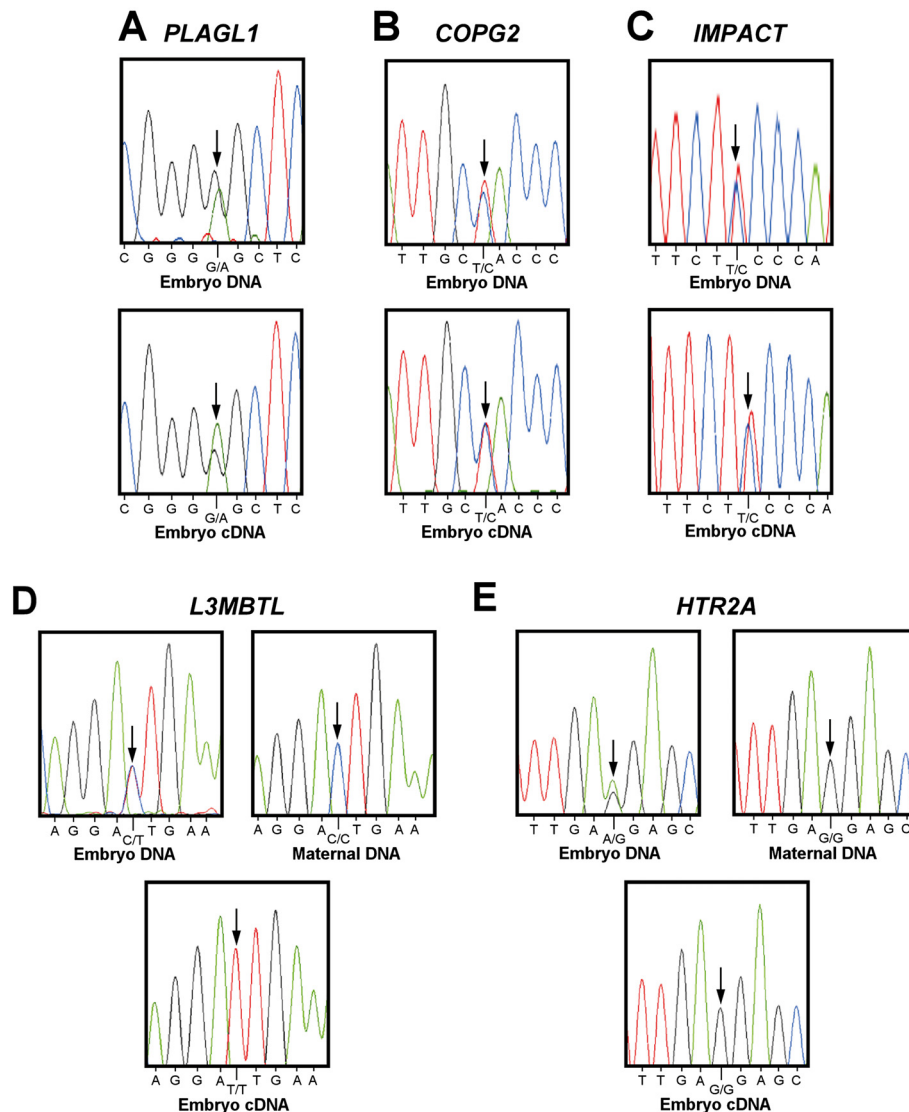 A PLAGL1
B COPG2
C IMPACT
C G G G G/A G C T C
Embryo DNA
T T G C T/C A C C C
Embryo DNA
T T C T T/C C C C A
Embryo DNA
C G G G G/A G C T C
Embryo cDNA
T T G C T/C A C C C
Embryo cDNA
T T C T T/C C C C A
Embryo cDNA
D L3MBTL
E HTR2A
A G G A C/T T G A A
Embryo DNA
A G G A C/C T G A A
Maternal DNA
T T G A A/G G A G C
Embryo DNA
T T G A G/G G A G C
Maternal DNA
A G G A T/T T G A A
Embryo cDNA
T T G A G/G G A G C
Embryo cDNA